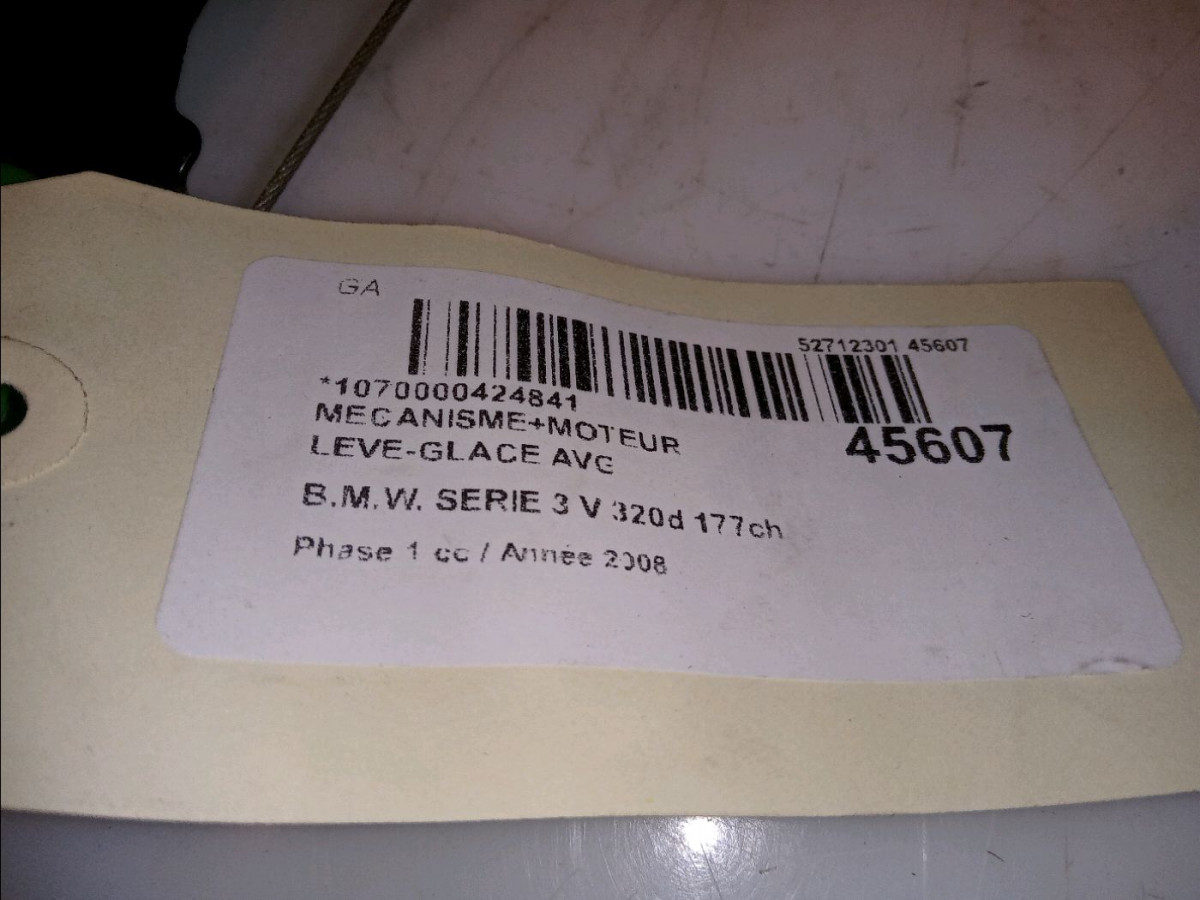 GA
52712301 45607
*1070000424841
MECANISME+MOTEUR
LEVE-GLACE AVG
45607
B.M.W. SERIE 3 V 320d 177ch
Phase 1 cc / Année 2008